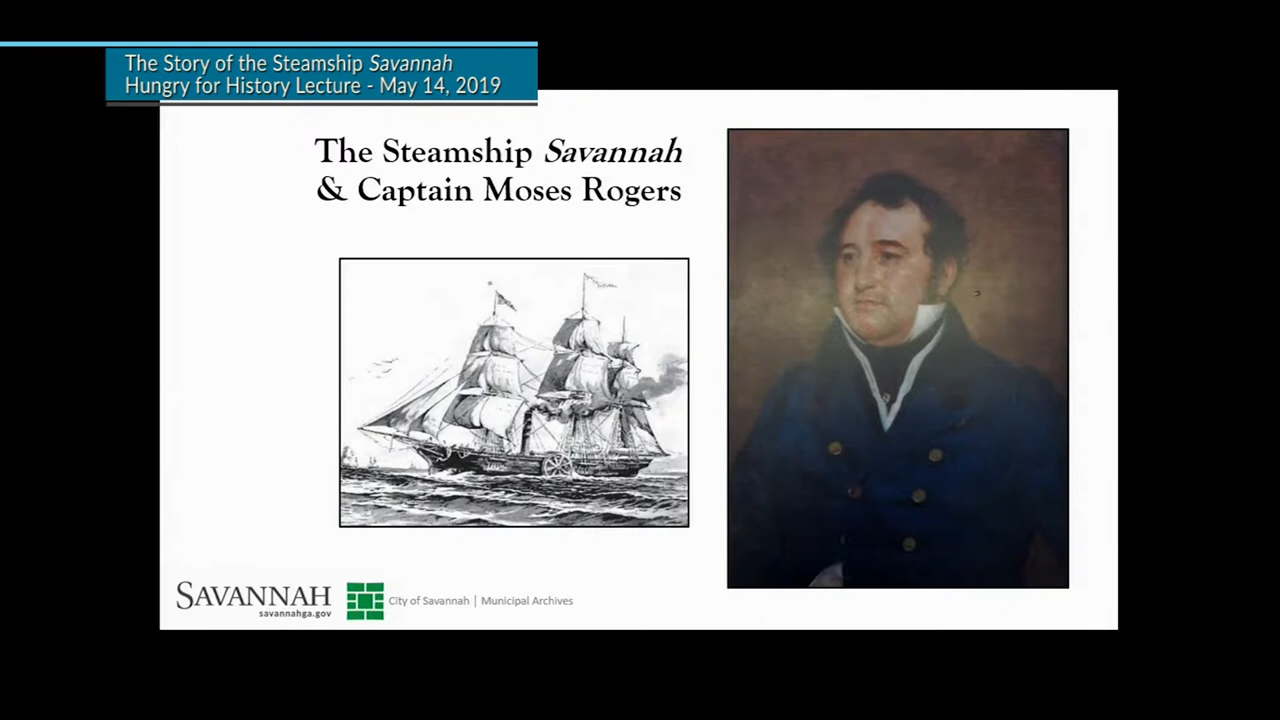 The Story of the Steamship Savannah
Hungry for History Lecture - May 14, 2019
The Steamship Savannah
& Captain Moses Rogers
SAVANNAH
savannahga.gov
City of Savannah | Municipal Archives